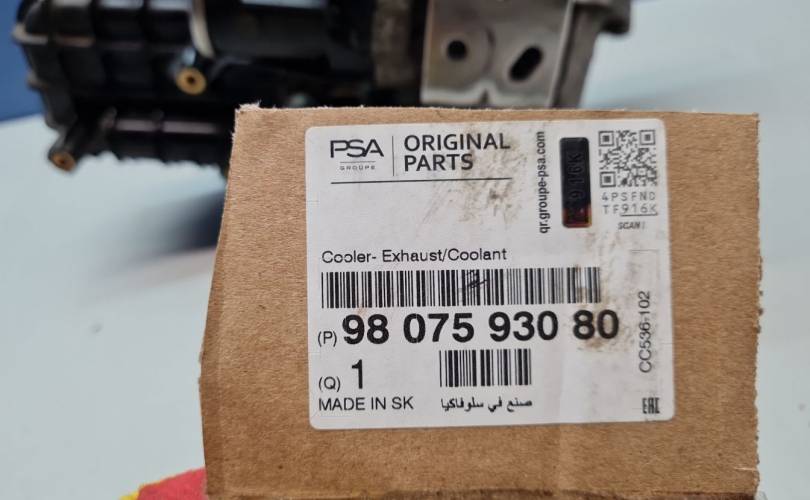 PSA
GROUPE
ORIGINAL
PARTS
qr.groupe-psa.com
4PSFND
TF916K
SCAN!
Cooler- Exhaust/Coolant
(P) 98 075 930 80
(Q) 1
CC536-102
MADE IN SK صنع في سلوفاكيا
EAC